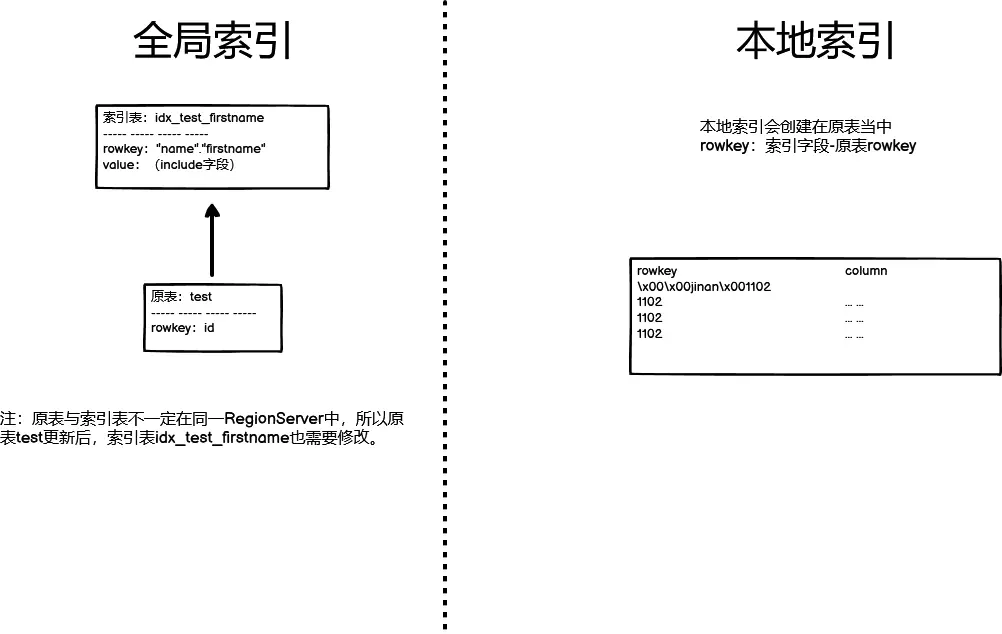 全局索引
索引表：idx_test_firstname
----- ----- ----- -----
rowkey："name"."firstname"
value：（include字段）
原表：test
----- ----- ----- -----
rowkey：id
注：原表与索引表不一定在同一RegionServer中，所以原
表test更新后，索引表idx_test_firstname也需要修改。
本地索引
本地索引会创建在原表当中
rowkey：索引字段-原表rowkey
rowkey column
\x00\x00jinan\x001102
1102 ... ...
1102 ... ...
1102 ... ...